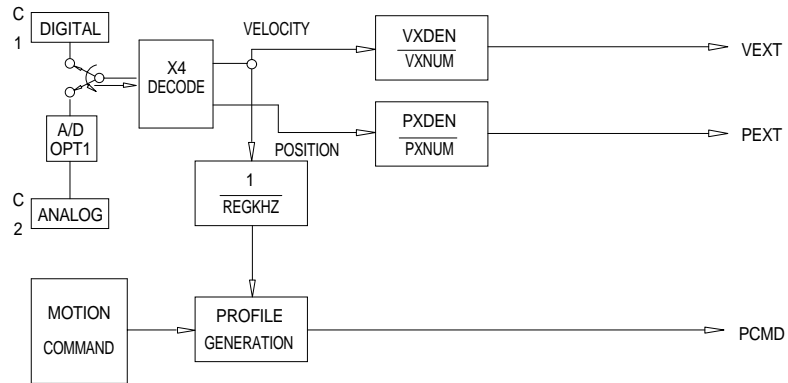 C
1
DIGITAL
A/D
OPT1
C
2
ANALOG
X4
DECODE
VELOCITY
POSITION
VXDEN
VXNUM
VEXT
PXDEN
PXNUM
PEXT
1
REGKHZ
MOTION
COMMAND
PROFILE
GENERATION
PCMD